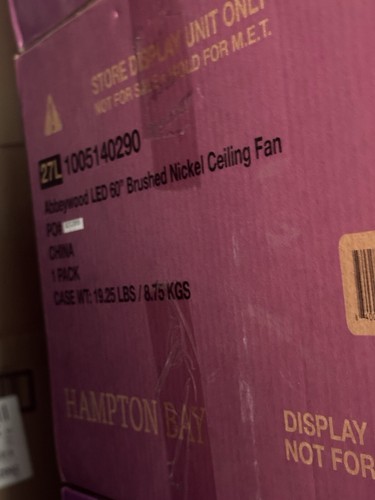 STORE DISPLAY UNIT ONLY
NOT FOR SALE HOLD FOR M.E.T.
27L 1005140290
Abbeywood LED 60" Brushed Nickel Ceiling Fan
PO#
CHINA
1 PACK
CASE WT: 19.25 LBS / 8.75 KGS
HAMPTON BAY
DISPLAY
NOT FOR